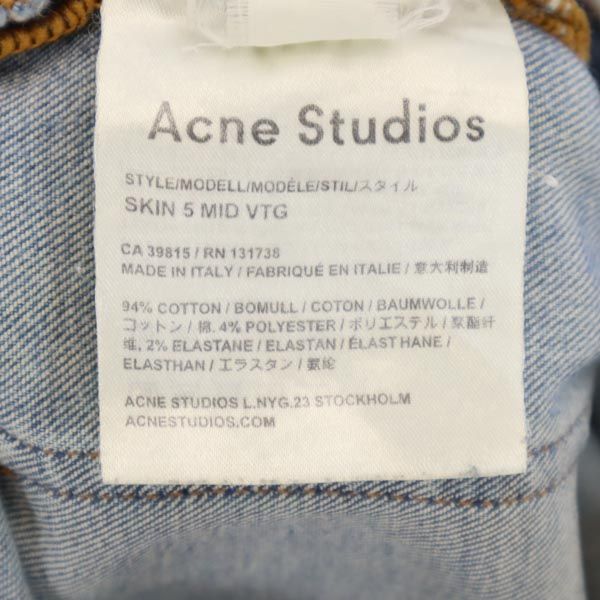 Acne Studios
STYLE/MODELL/MODÈLE/STIL/スタイル
SKIN 5 MID VTG
CA 39815 / RN 131738
MADE IN ITALY / FABRIQUÉ EN ITALIE / 意大利制造
94% COTTON / BOMULL / COTON / BAUMWOLLE /
コットン / 棉, 4% POLYESTER / ポリエステル / 聚酯纤
维, 2% ELASTANE / ELASTAN / ÉLAST HANE /
ELASTHAN / エラスタン / 氨纶
ACNE STUDIOS L.NYG.23 STOCKHOLM
ACNESTUDIOS.COM